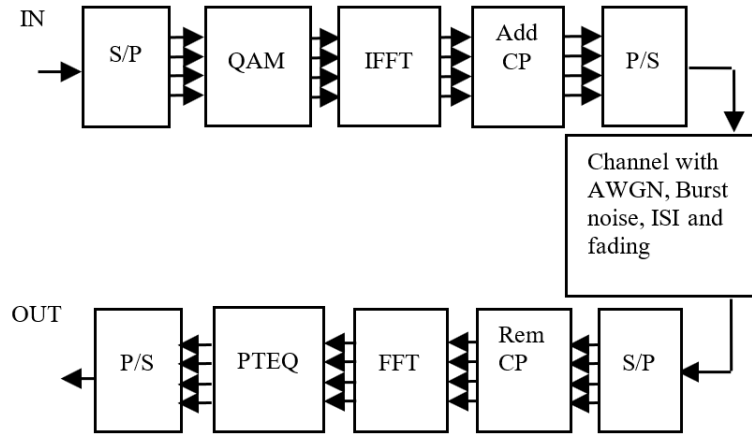 IN
S/P
QAM
IFFT
Add
CP
P/S
Channel with
AWGN, Burst
noise, ISI and
fading
OUT
P/S
PTEQ
FFT
Rem
CP
S/P